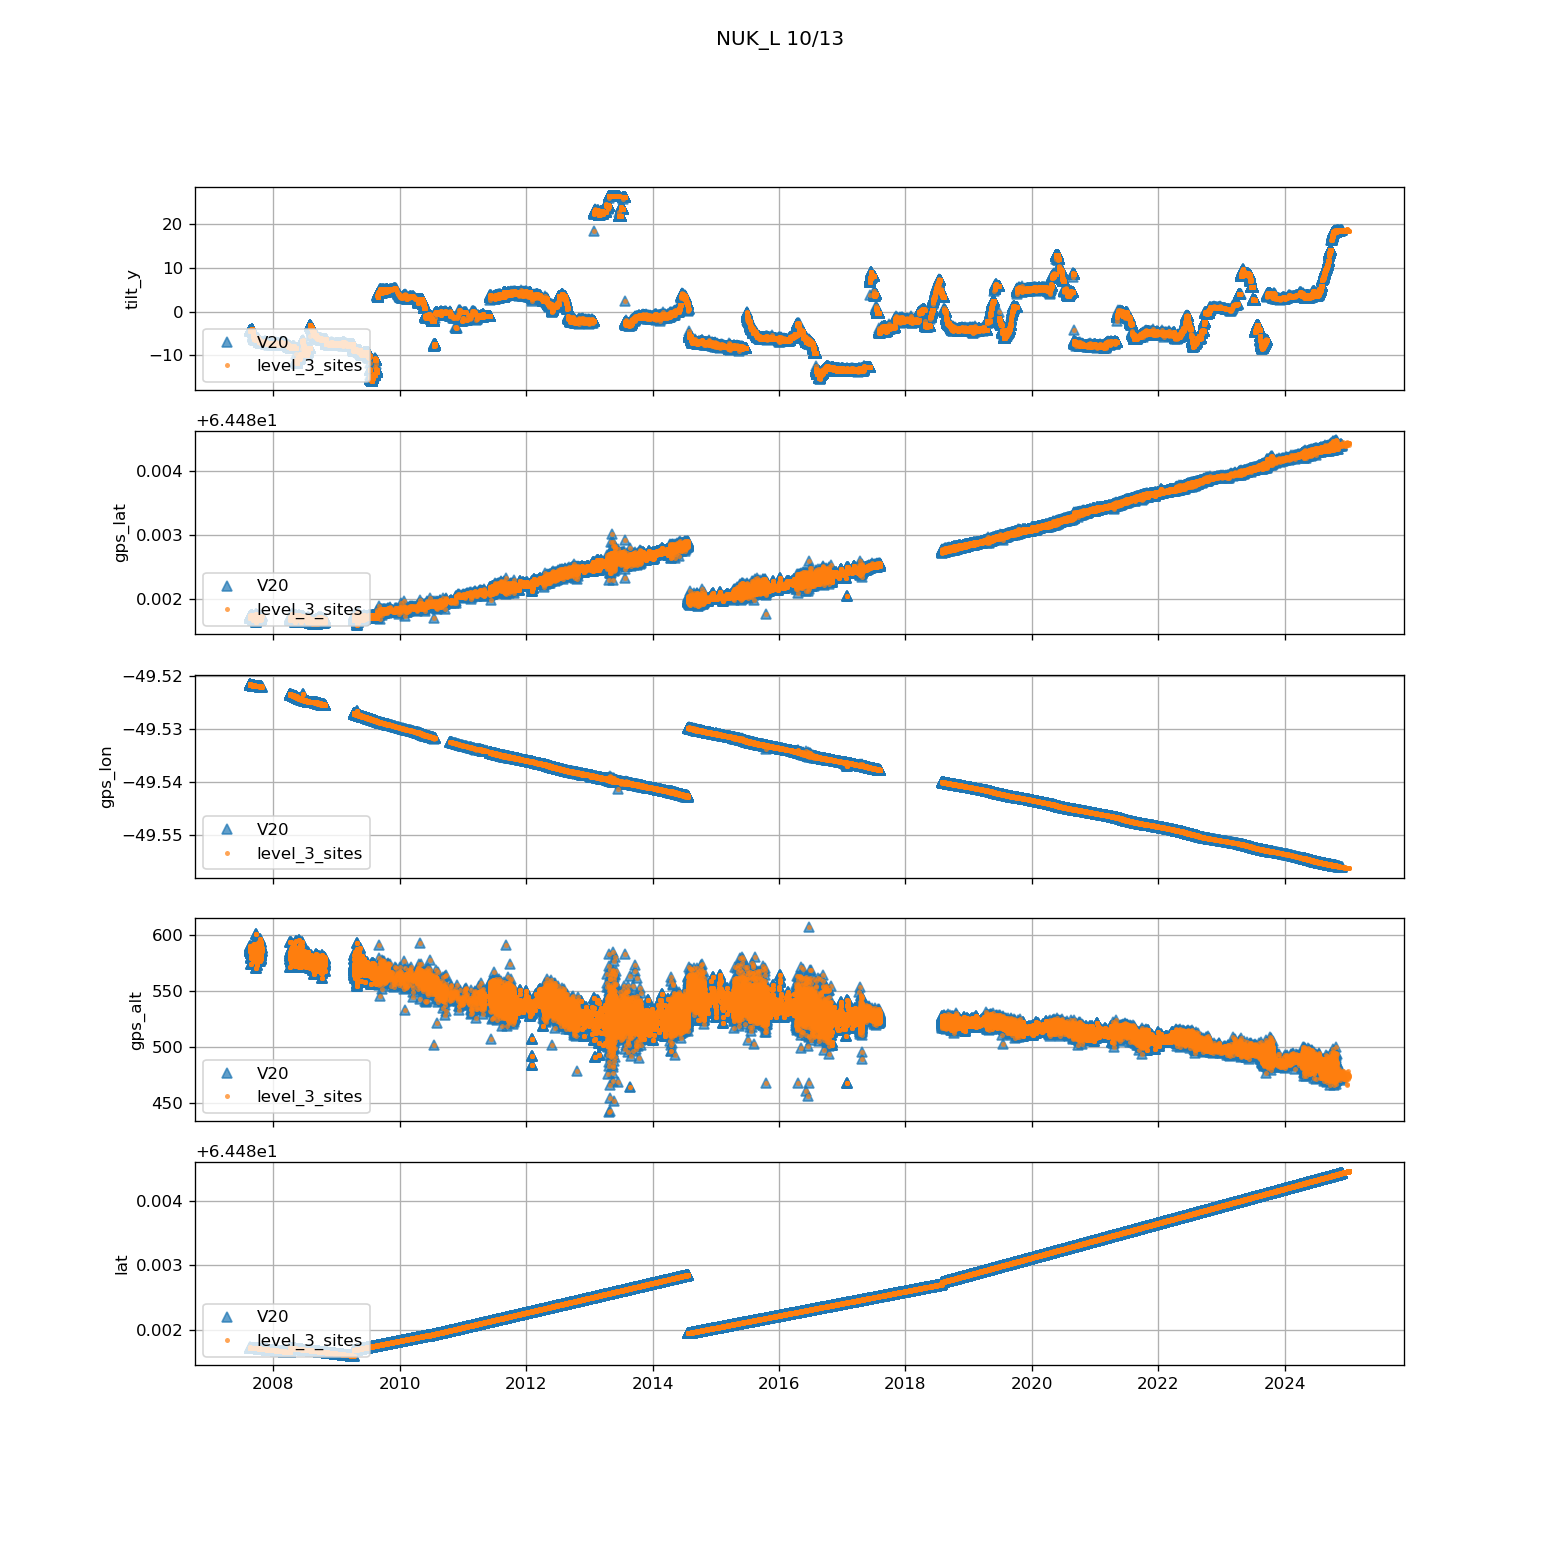 NUK_L 10/13
20
10
0
−10
tilt_y
V20
level_3_sites
+6.448e1
0.004
0.003
0.002
gps_lat
V20
level_3_sites
−49.52
−49.53
−49.54
−49.55
gps_lon
V20
level_3_sites
600
550
500
450
gps_alt
V20
level_3_sites
+6.448e1
0.004
0.003
0.002
lat
V20
level_3_sites
2008 2010 2012 2014 2016 2018 2020 2022 2024